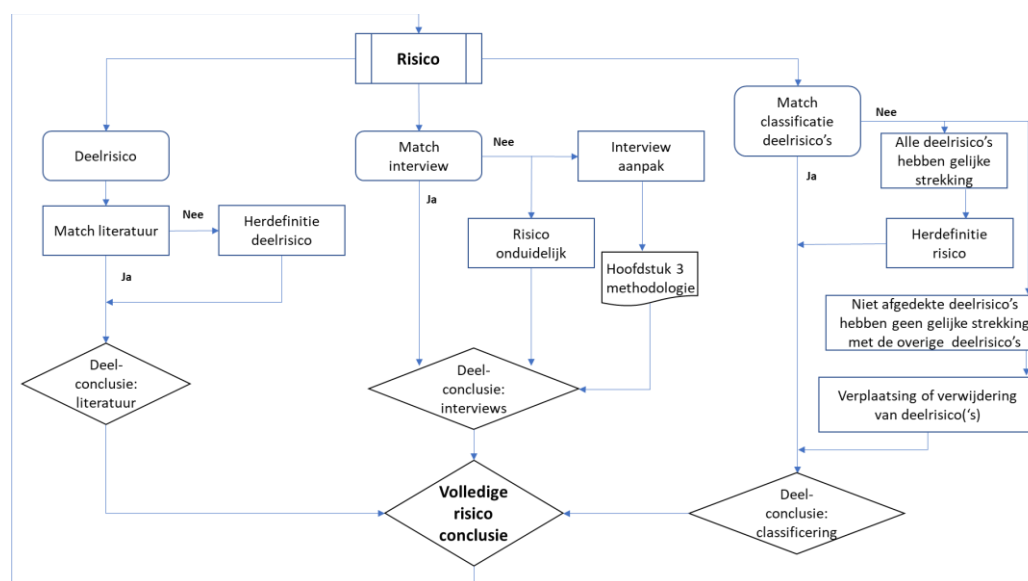 Risico
Deelrisico
Match literatuur
Nee
Herdefinitie
deelrisico
Ja
Deel-
conclusie:
literatuur
Match
interview
Nee
Interview
aanpak
Ja
Risico
onduidelijk
Hoofdstuk 3
methodologie
Deel-
conclusie:
interviews
Match
classificatie
deelrisico's
Nee
Alle deelrisico's
hebben gelijke
strekking
Ja
Herdefinitie
risico
Niet afgedekte deelrisico's
hebben geen gelijke strekking
met de overige deelrisico's
Verplaatsing of verwijdering
van deelrisico('s)
Deel-
conclusie:
classificering
Volledige
risico
conclusie